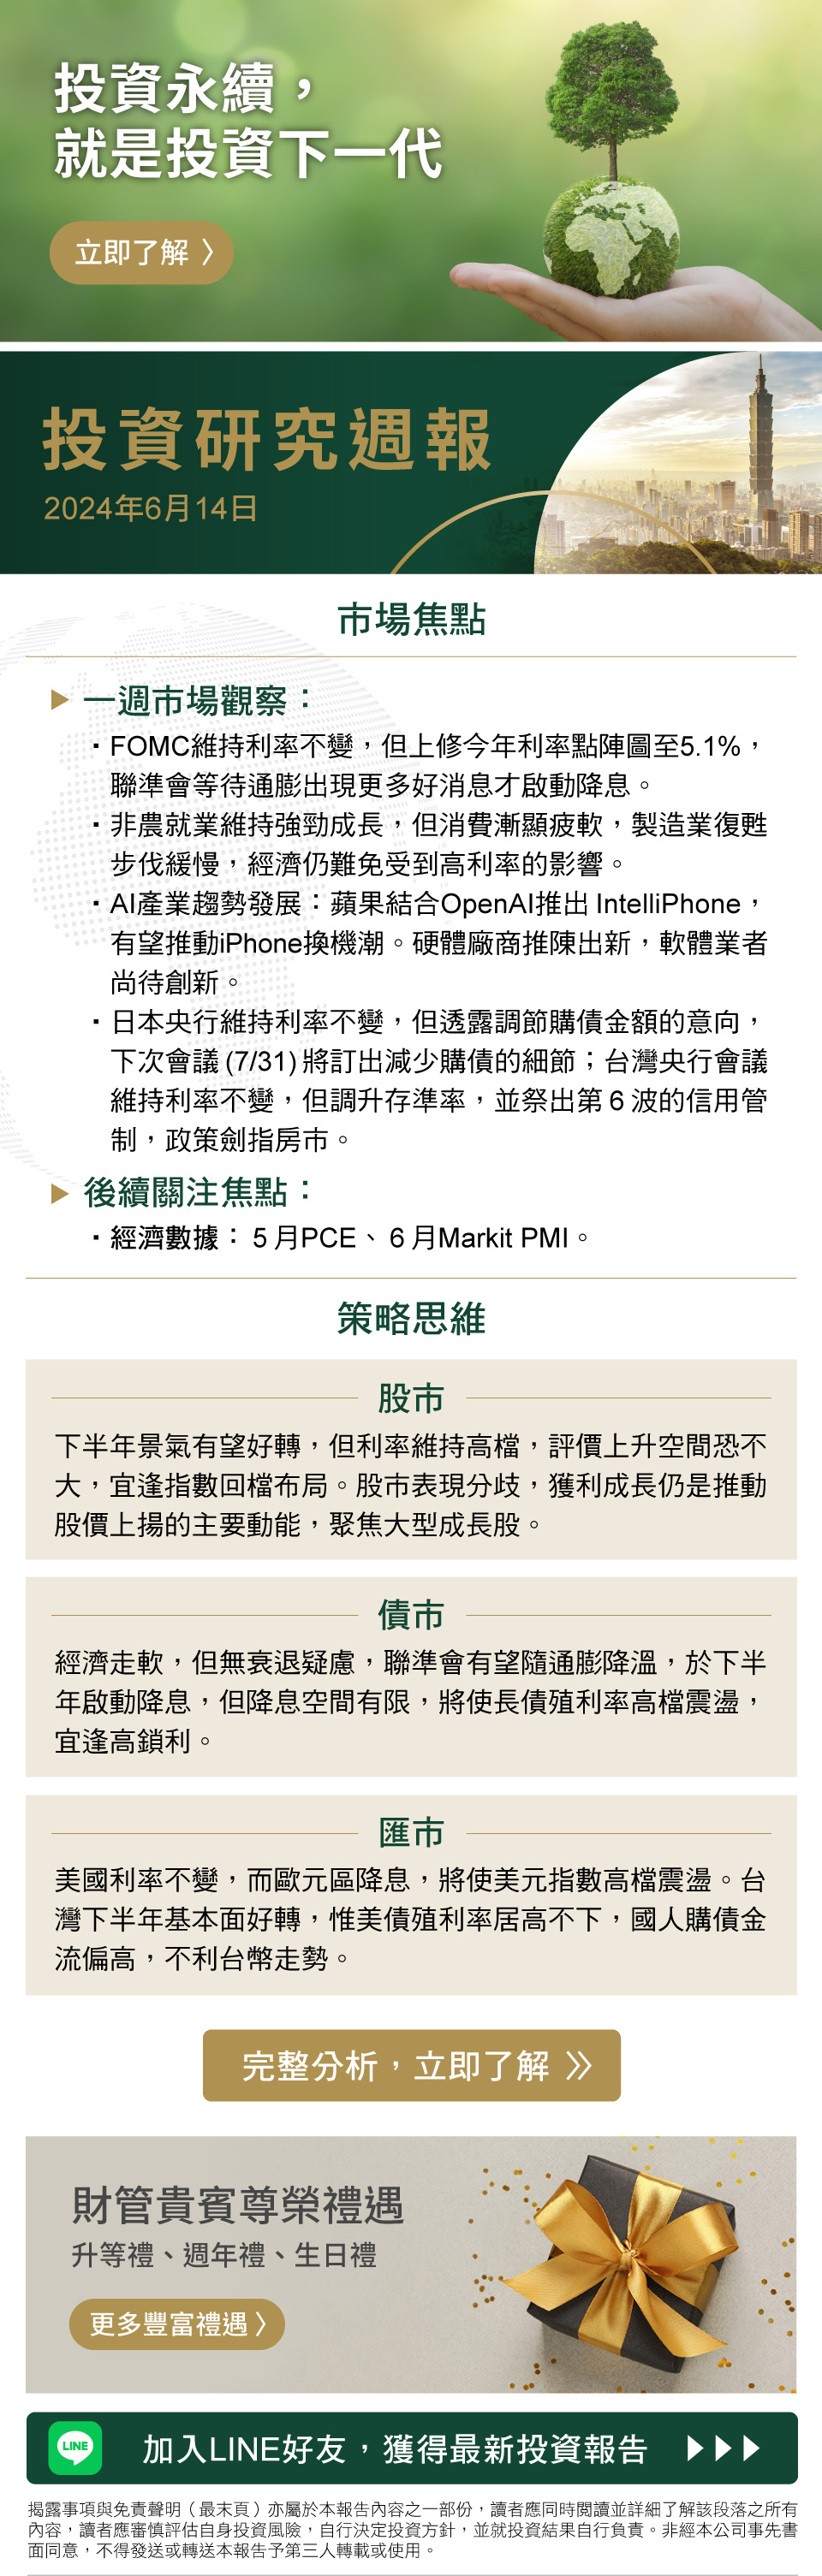 投資永續，
就是投資下一代
立即了解 〉
投資研究週報
2024年6月14日
市場焦點
▶ 一週市場觀察：
▪ FOMC維持利率不變，但上修今年利率點陣圖至5.1%，
聯準會等待通膨出現更多好消息才啟動降息。
▪ 非農就業維持強勁成長，但消費漸顯疲軟，製造業復甦
步伐緩慢，經濟仍難免受到高利率的影響。
▪ AI產業趨勢發展：蘋果結合OpenAI推出 IntelliPhone，
有望推動iPhone換機潮。硬體廠商推陳出新，軟體業者
尚待創新。
▪ 日本央行維持利率不變，但透露調節購債金額的意向，
下次會議 (7/31) 將訂出減少購債的細節；台灣央行會議
維持利率不變，但調升存準率，並祭出第 6 波的信用管
制，政策劍指房市。
▶ 後續關注焦點：
▪ 經濟數據： 5 月PCE、 6 月Markit PMI。
策略思維
股市
下半年景氣有望好轉，但利率維持高檔，評價上升空間恐不
大，宜逢指數回檔布局。股市表現分歧，獲利成長仍是推動
股價上揚的主要動能，聚焦大型成長股。
債市
經濟走軟，但無衰退疑慮，聯準會有望隨通膨降溫，於下半
年啟動降息，但降息空間有限，將使長債殖利率高檔震盪，
宜逢高鎖利。
匯市
美國利率不變，而歐元區降息，將使美元指數高檔震盪。台
灣下半年基本面好轉，惟美債殖利率居高不下，國人購債金
流偏高，不利台幣走勢。
完整分析，立即了解 》
財管貴賓尊榮禮遇
升等禮、週年禮、生日禮
更多豐富禮遇 〉
LINE 加入LINE好友，獲得最新投資報告 ▶▶▶
揭露事項與免責聲明（最末頁）亦屬於本報告內容之一部份，讀者應同時閱讀並詳細了解該段落之所有
內容，讀者應審慎評估自身投資風險，自行決定投資方針，並就投資結果自行負責。非經本公司事先書
面同意，不得發送或轉送本報告予第三人轉載或使用。